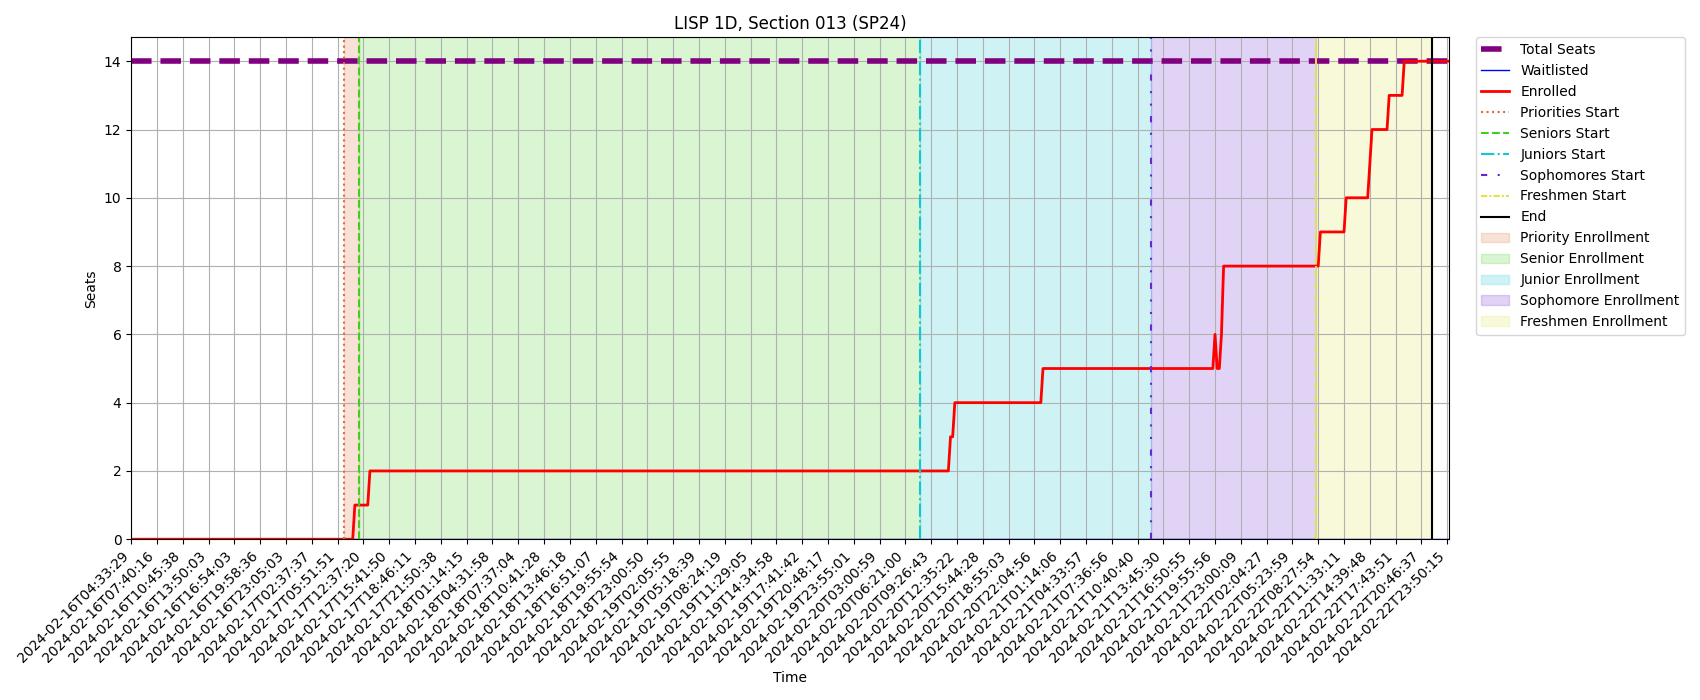 LISP 1D, Section 013 (SP24)
Total Seats
Waitlisted
Enrolled
Priorities Start
Seniors Start
Juniors Start
Sophomores Start
Freshmen Start
End
Priority Enrollment
Senior Enrollment
Junior Enrollment
Sophomore Enrollment
Freshmen Enrollment
Seats
14
12
10
8
6
4
2
0
2024-02-16T04:33:29
2024-02-16T07:40:16
2024-02-16T10:45:38
2024-02-16T13:50:03
2024-02-16T16:54:03
2024-02-16T19:58:36
2024-02-16T23:05:03
2024-02-17T02:37:37
2024-02-17T05:51:51
2024-02-17T12:37:20
2024-02-17T15:41:50
2024-02-17T18:46:11
2024-02-17T21:50:38
2024-02-18T01:14:15
2024-02-18T04:31:58
2024-02-18T07:37:04
2024-02-18T10:41:28
2024-02-18T13:46:18
2024-02-18T16:51:07
2024-02-18T19:55:54
2024-02-18T23:00:50
2024-02-19T02:05:55
2024-02-19T05:18:39
2024-02-19T08:24:19
2024-02-19T11:29:05
2024-02-19T14:34:58
2024-02-19T17:41:42
2024-02-19T20:48:17
2024-02-19T23:55:01
2024-02-20T03:00:59
2024-02-20T06:21:00
2024-02-20T09:26:43
2024-02-20T12:35:22
2024-02-20T15:44:28
2024-02-20T18:55:03
2024-02-20T22:04:56
2024-02-21T01:14:06
2024-02-21T04:33:57
2024-02-21T07:36:56
2024-02-21T10:40:40
2024-02-21T13:45:30
2024-02-21T16:50:55
2024-02-21T19:55:56
2024-02-21T23:00:09
2024-02-22T02:04:27
2024-02-22T05:23:59
2024-02-22T08:27:54
2024-02-22T11:33:11
2024-02-22T14:39:48
2024-02-22T17:43:51
2024-02-22T20:46:37
2024-02-22T23:50:15
Time